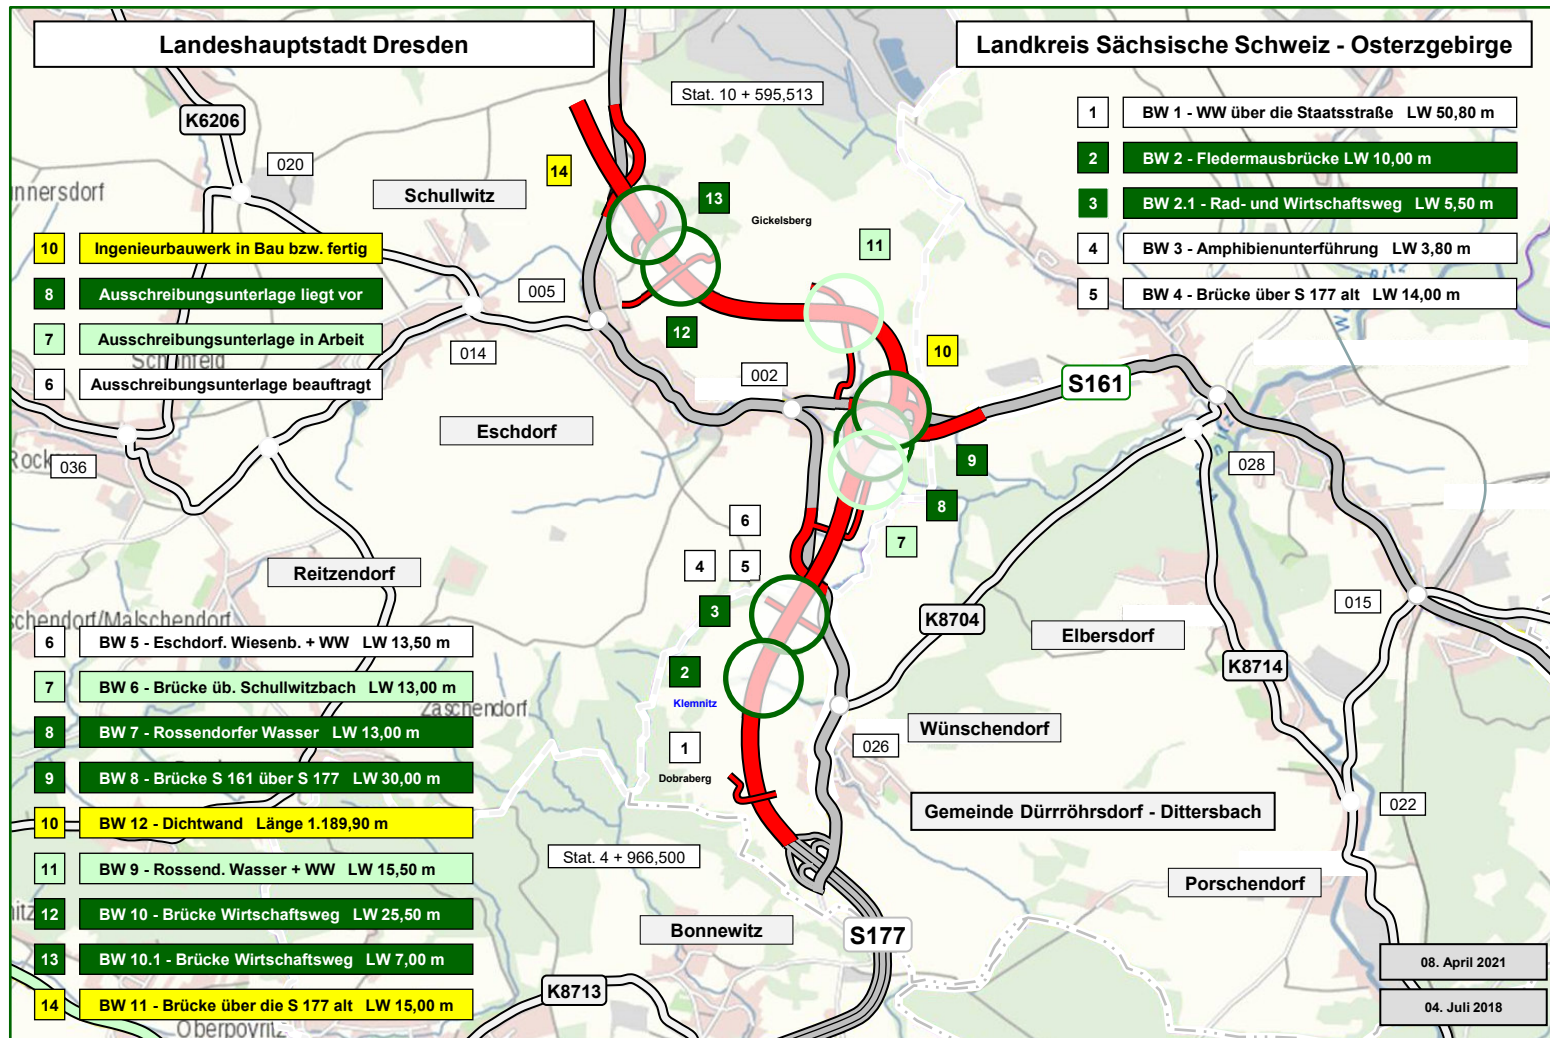 Landeshauptstadt Dresden
Landkreis Sächsische Schweiz - Osterzgebirge
Stat. 10 + 595,513
1 BW 1 - WW über die Staatsstraße LW 50,80 m
2 BW 2 - Fledermausbrücke LW 10,00 m
3 BW 2.1 - Rad- und Wirtschaftsweg LW 5,50 m
4 BW 3 - Amphibienunterführung LW 3,80 m
5 BW 4 - Brücke über S 177 alt LW 14,00 m
K6206
020
14
13
Schullwitz
Gickelsberg
nnersdorf
11
10 Ingenieurbauwerk in Bau bzw. fertig
8 Ausschreibungsunterlage liegt vor
7 Ausschreibungsunterlage in Arbeit
6 Ausschreibungsunterlage beauftragt
Schönfeld
005
12
014
10
002
S161
Eschdorf
036
9
028
8
6
7
4
5
Reitzendorf
3
015
K8704
Elbersdorf
schendorf/Malschendorf
K8714
2
Klemnitz
Zaschendorf
Wünschendorf
026
1
Dobraberg
022
Gemeinde Dürrröhrsdorf - Dittersbach
Stat. 4 + 966,500
Porschendorf
Bonnewitz
S177
K8713
6 BW 5 - Eschdorf. Wiesenb. + WW LW 13,50 m
7 BW 6 - Brücke üb. Schullwitzbach LW 13,00 m
8 BW 7 - Rossendorfer Wasser LW 13,00 m
9 BW 8 - Brücke S 161 über S 177 LW 30,00 m
10 BW 12 - Dichtwand Länge 1.189,90 m
11 BW 9 - Rossend. Wasser + WW LW 15,50 m
12 BW 10 - Brücke Wirtschaftsweg LW 25,50 m
13 BW 10.1 - Brücke Wirtschaftsweg LW 7,00 m
14 BW 11 - Brücke über die S 177 alt LW 15,00 m
Oberpoyritz
08. April 2021
04. Juli 2018